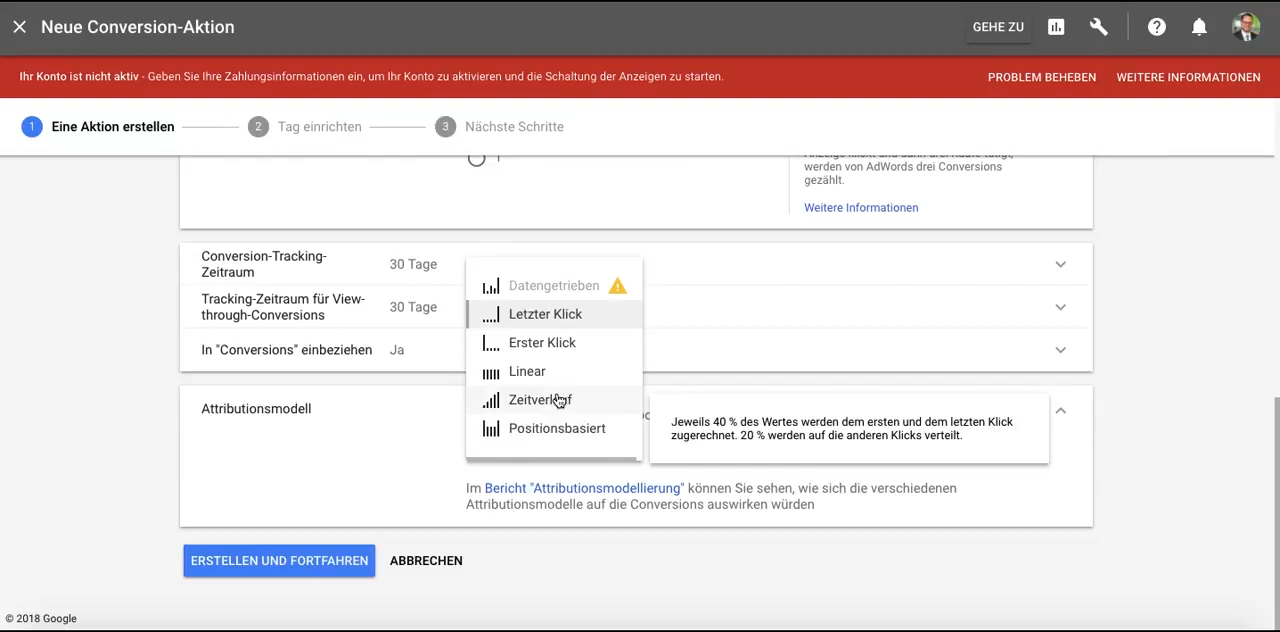 Neue Conversion-Aktion
GEHE ZU
Ihr Konto ist nicht aktiv - Geben Sie Ihre Zahlungsinformationen ein, um Ihr Konto zu aktivieren und die Schaltung der Anzeigen zu starten.
PROBLEM BEHEBEN
WEITERE INFORMATIONEN
1 Eine Aktion erstellen
2 Tag einrichten
3 Nächste Schritte
werden von AdWords drei Conversions
gezählt.
Weitere Informationen
Conversion-Tracking-
Zeitraum
30 Tage
Tracking-Zeitraum für View-
through-Conversions
30 Tage
In "Conversions" einbeziehen
Ja
Datengetrieben
Letzter Klick
Erster Klick
Linear
Positionsbasiert
Attributionsmodell
Jeweils 40 % des Wertes werden dem ersten und dem letzten Klick
zugerechnet. 20 % werden auf die anderen Klicks verteilt.
Im Bericht "Attributionsmodellierung" können Sie sehen, wie sich die verschiedenen
Attributionsmodelle auf die Conversions auswirken würden
ERSTELLEN UND FORTFAHREN
ABBRECHEN
© 2018 Google